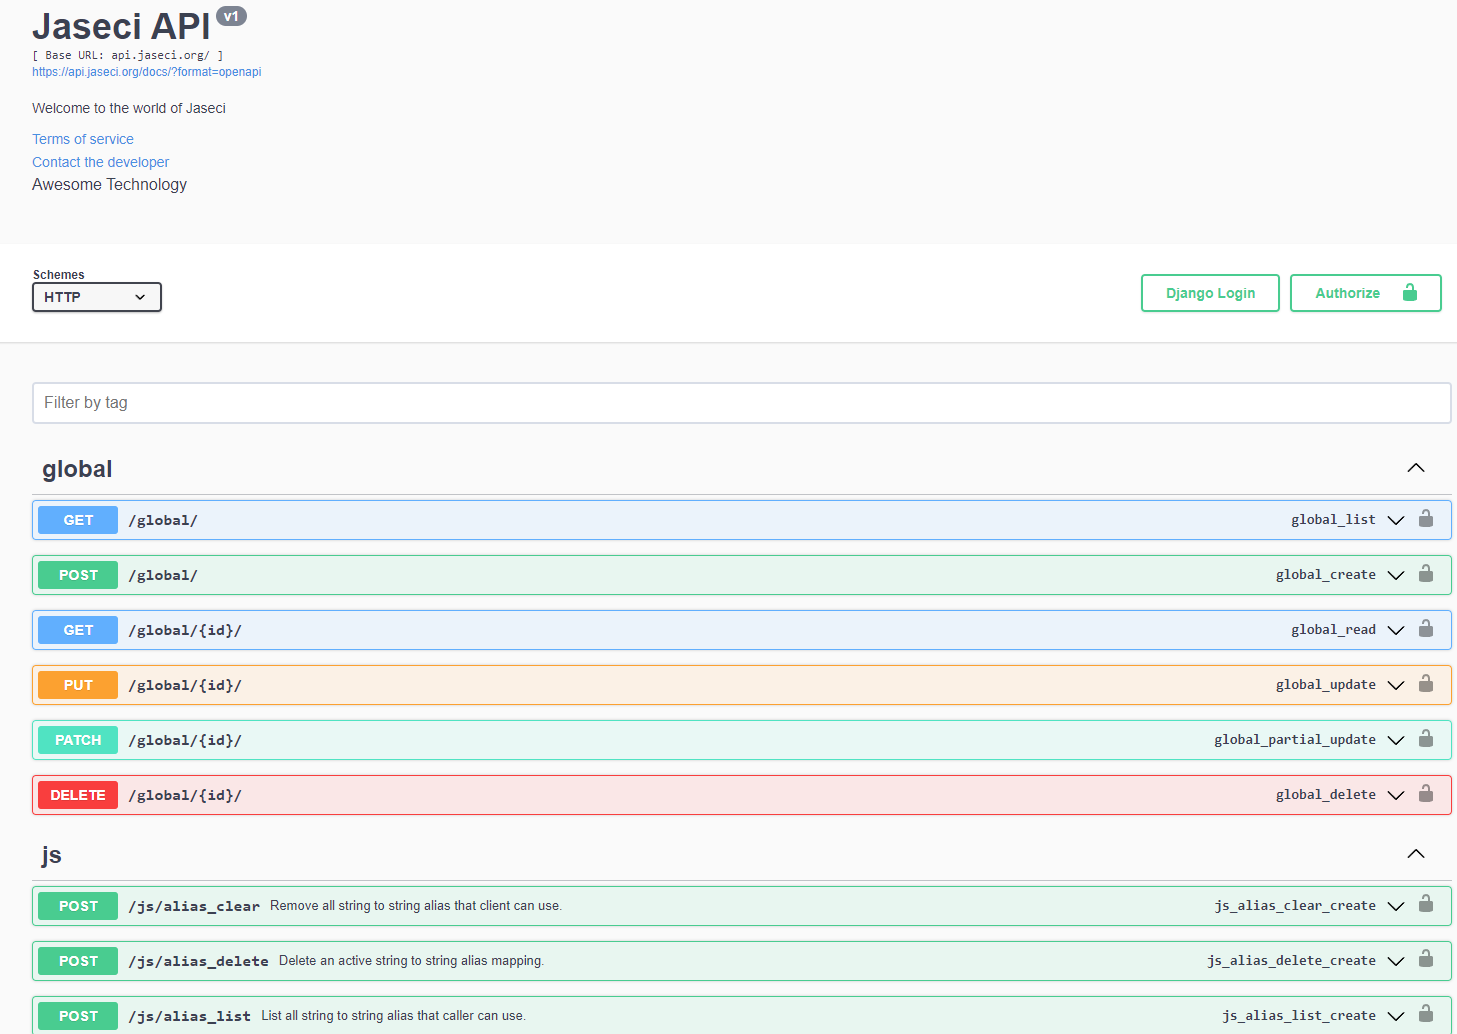 Jaseci API v1
[ Base URL: api.jaseci.org/ ]
https://api.jaseci.org/docs/?format=openapi
Welcome to the world of Jaseci
Terms of service
Contact the developer
Awesome Technology
Schemes
HTTP
Django Login
Authorize
Filter by tag
global
GET /global/ global_list
POST /global/ global_create
GET /global/{id}/ global_read
PUT /global/{id}/ global_update
PATCH /global/{id}/ global_partial_update
DELETE /global/{id}/ global_delete
js
POST /js/alias_clear Remove all string to string alias that client can use. js_alias_clear_create
POST /js/alias_delete Delete an active string to string alias mapping. js_alias_delete_create
POST /js/alias_list List all string to string alias that caller can use. js_alias_list_create